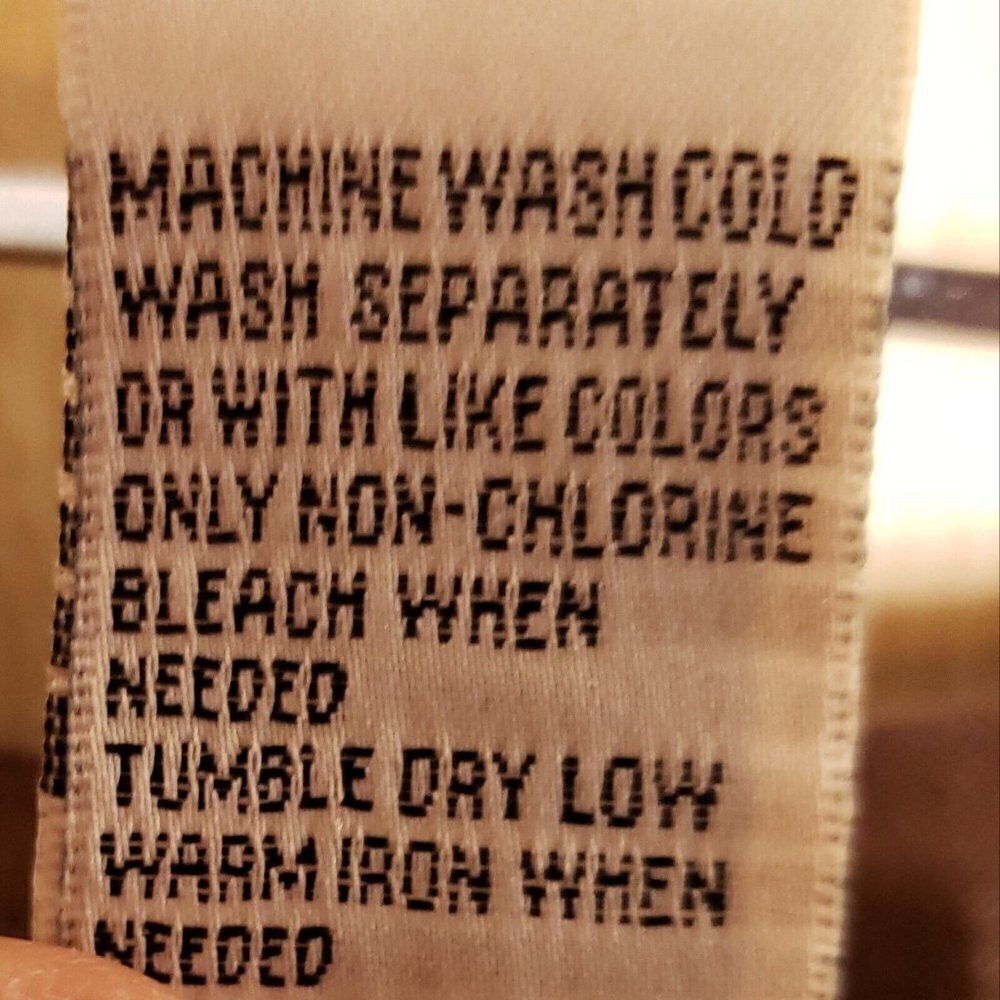 MACHINE WASH COLD
WASH SEPARATELY
OR WITH LIKE COLORS
ONLY NON-CHLORINE
BLEACH WHEN
NEEDED
TUMBLE DRY LOW
WARM IRON WHEN
NEEDED